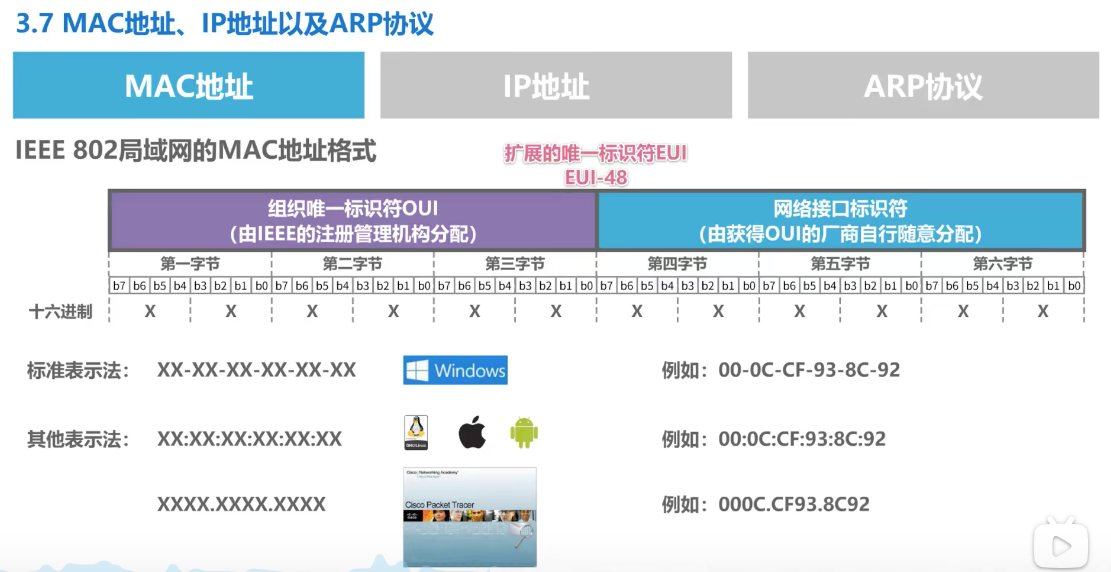 3.7 MAC地址、IP地址以及ARP协议
MAC地址
IP地址
ARP协议
IEEE 802局域网的MAC地址格式
扩展的唯一标识符EUI
EUI-48
组织唯一标识符OUI
（由IEEE的注册管理机构分配）
网络接口标识符
（由获得OUI的厂商自行随意分配）
第一字节 第二字节 第三字节 第四字节 第五字节 第六字节
b7 b6 b5 b4 b3 b2 b1 b0 b7 b6 b5 b4 b3 b2 b1 b0 b7 b6 b5 b4 b3 b2 b1 b0 b7 b6 b5 b4 b3 b2 b1 b0 b7 b6 b5 b4 b3 b2 b1 b0 b7 b6 b5 b4 b3 b2 b1 b0
十六进制 X X X X X X X X X X X X
标准表示法： XX-XX-XX-XX-XX-XX Windows 例如：00-0C-CF-93-8C-92
其他表示法： XX:XX:XX:XX:XX:XX 例如：00:0C:CF:93:8C:92
Cisco Networking Academy
XXXX.XXXX.XXXX Cisco Packet Tracer 例如：000C.CF93.8C92